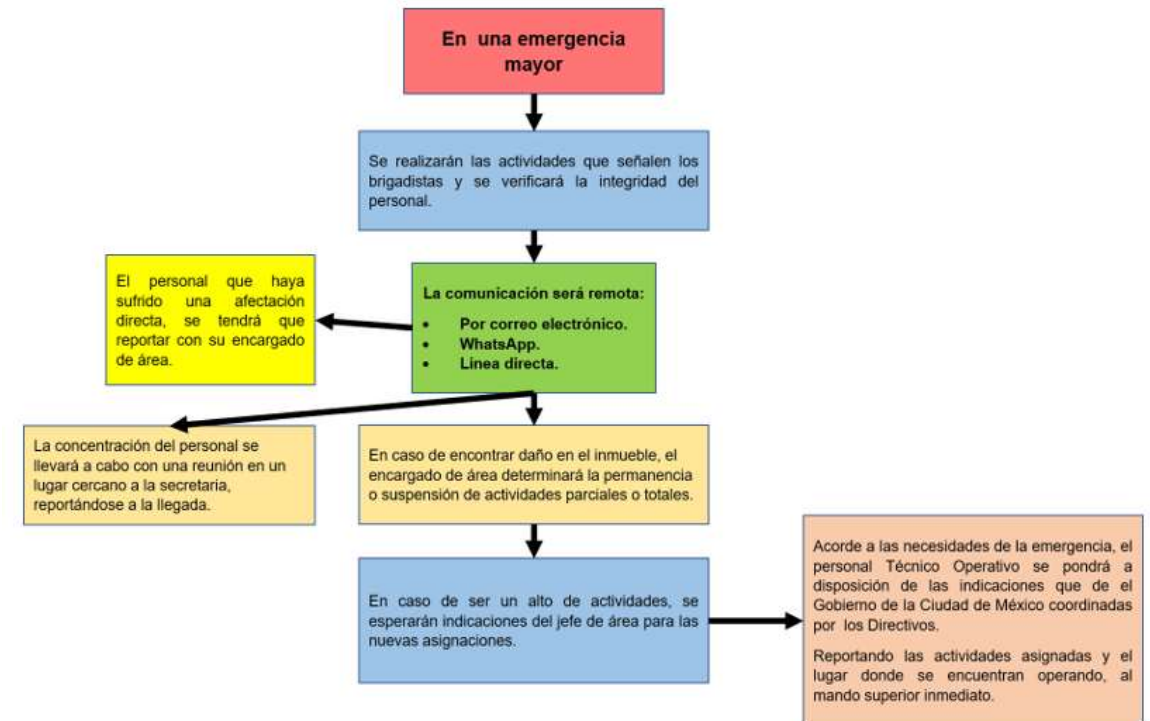 En una emergencia
mayor
Se realizarán las actividades que señalen los
brigadistas y se verificará la integridad del
personal.
El personal que haya
sufrido una afectación
directa, se tendrá que
reportar con su encargado
de área.
La comunicación será remota:
• Por correo electrónico.
• WhatsApp.
• Línea directa.
La concentración del personal se
llevará a cabo con una reunión en un
lugar cercano a la secretaria,
reportándose a la llegada.
En caso de encontrar daño en el inmueble, el
encargado de área determinará la permanencia
o suspensión de actividades parciales o totales.
En caso de ser un alto de actividades, se
esperarán indicaciones del jefe de área para las
nuevas asignaciones.
Acorde a las necesidades de la emergencia, el
personal Técnico Operativo se pondrá a
disposición de las indicaciones que de el
Gobierno de la Ciudad de México coordinadas
por los Directivos.
Reportando las actividades asignadas y el
lugar donde se encuentran operando, al
mando superior inmediato.